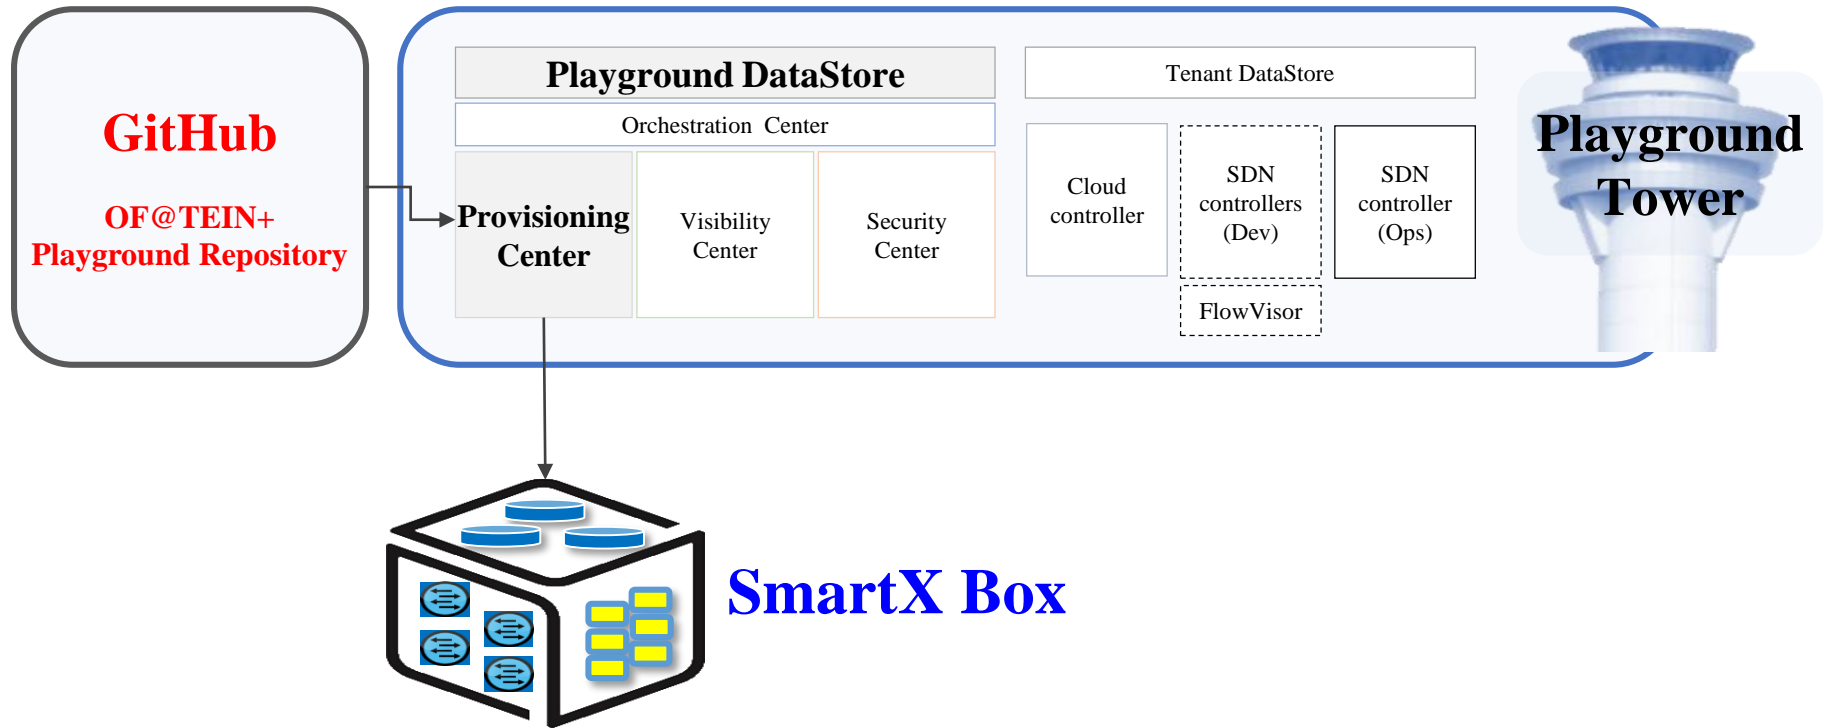 GitHub
OF@TEIN+
Playground Repository
Playground DataStore
Orchestration Center
Provisioning
Center
Visibility
Center
Security
Center
Tenant DataStore
Cloud
controller
SDN
controllers
(Dev)
FlowVisor
SDN
controller
(Ops)
Playground
Tower
SmartX Box